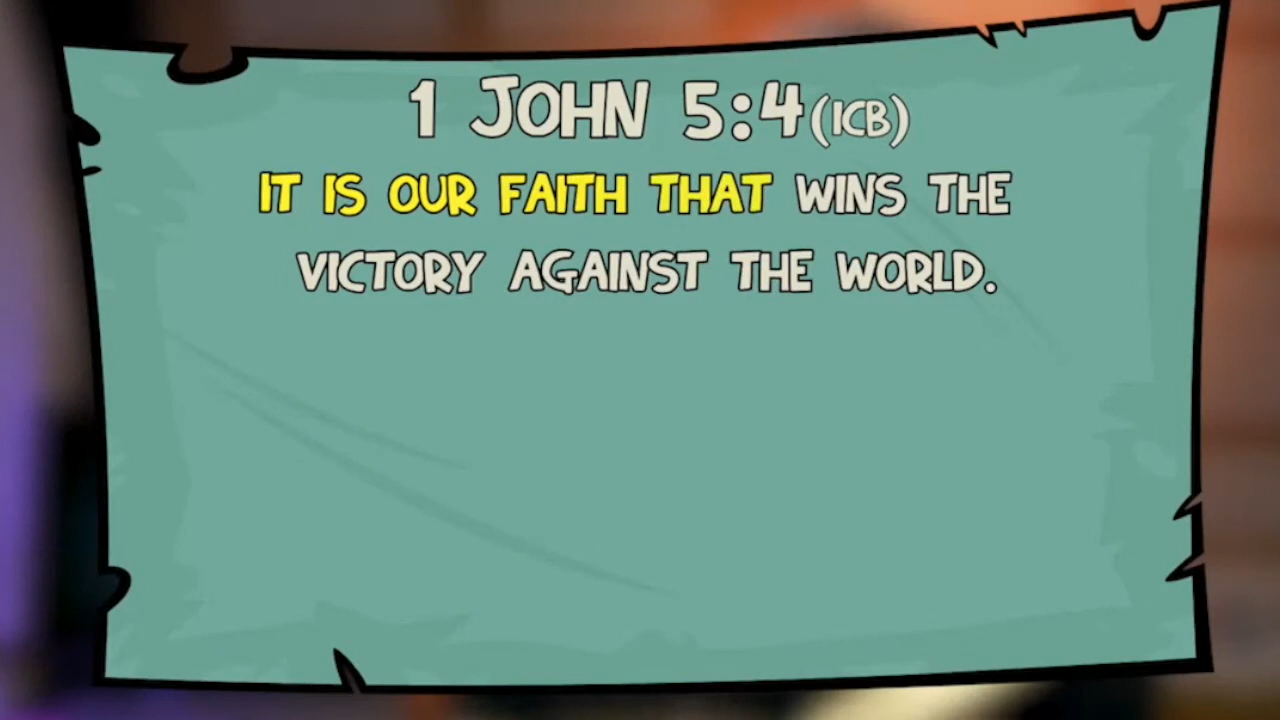 1 JOHN 5:4 (ICB)
IT IS OUR FAITH THAT WINS THE
VICTORY AGAINST THE WORLD.